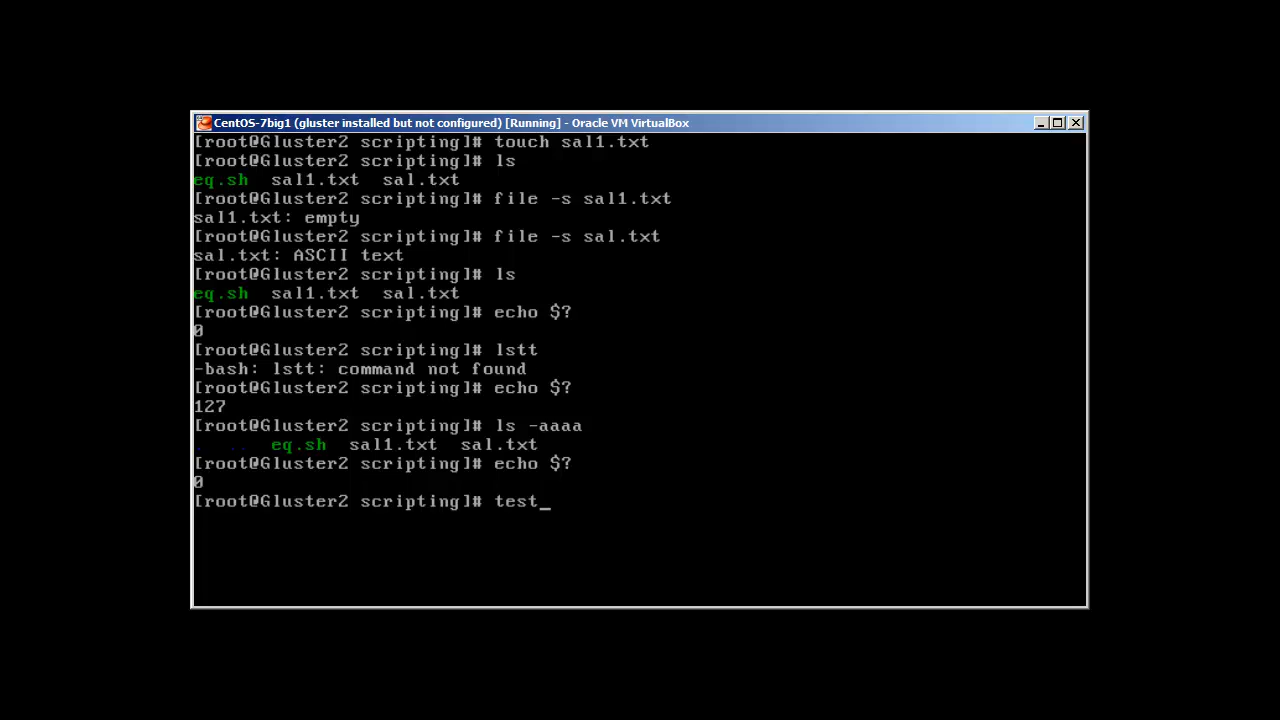 CentOS-7big1 (gluster installed but not configured) [Running] - Oracle VM VirtualBox
[root@Gluster2 scripting]# touch sal1.txt
[root@Gluster2 scripting]# ls
eq.sh  sal1.txt  sal.txt
[root@Gluster2 scripting]# file -s sal1.txt
sal1.txt: empty
[root@Gluster2 scripting]# file -s sal.txt
sal.txt: ASCII text
[root@Gluster2 scripting]# ls
eq.sh  sal1.txt  sal.txt
[root@Gluster2 scripting]# echo $?
0
[root@Gluster2 scripting]# lstt
-bash: lstt: command not found
[root@Gluster2 scripting]# echo $?
127
[root@Gluster2 scripting]# ls -aaaa
.  ..  eq.sh  sal1.txt  sal.txt
[root@Gluster2 scripting]# echo $?
0
[root@Gluster2 scripting]# test_